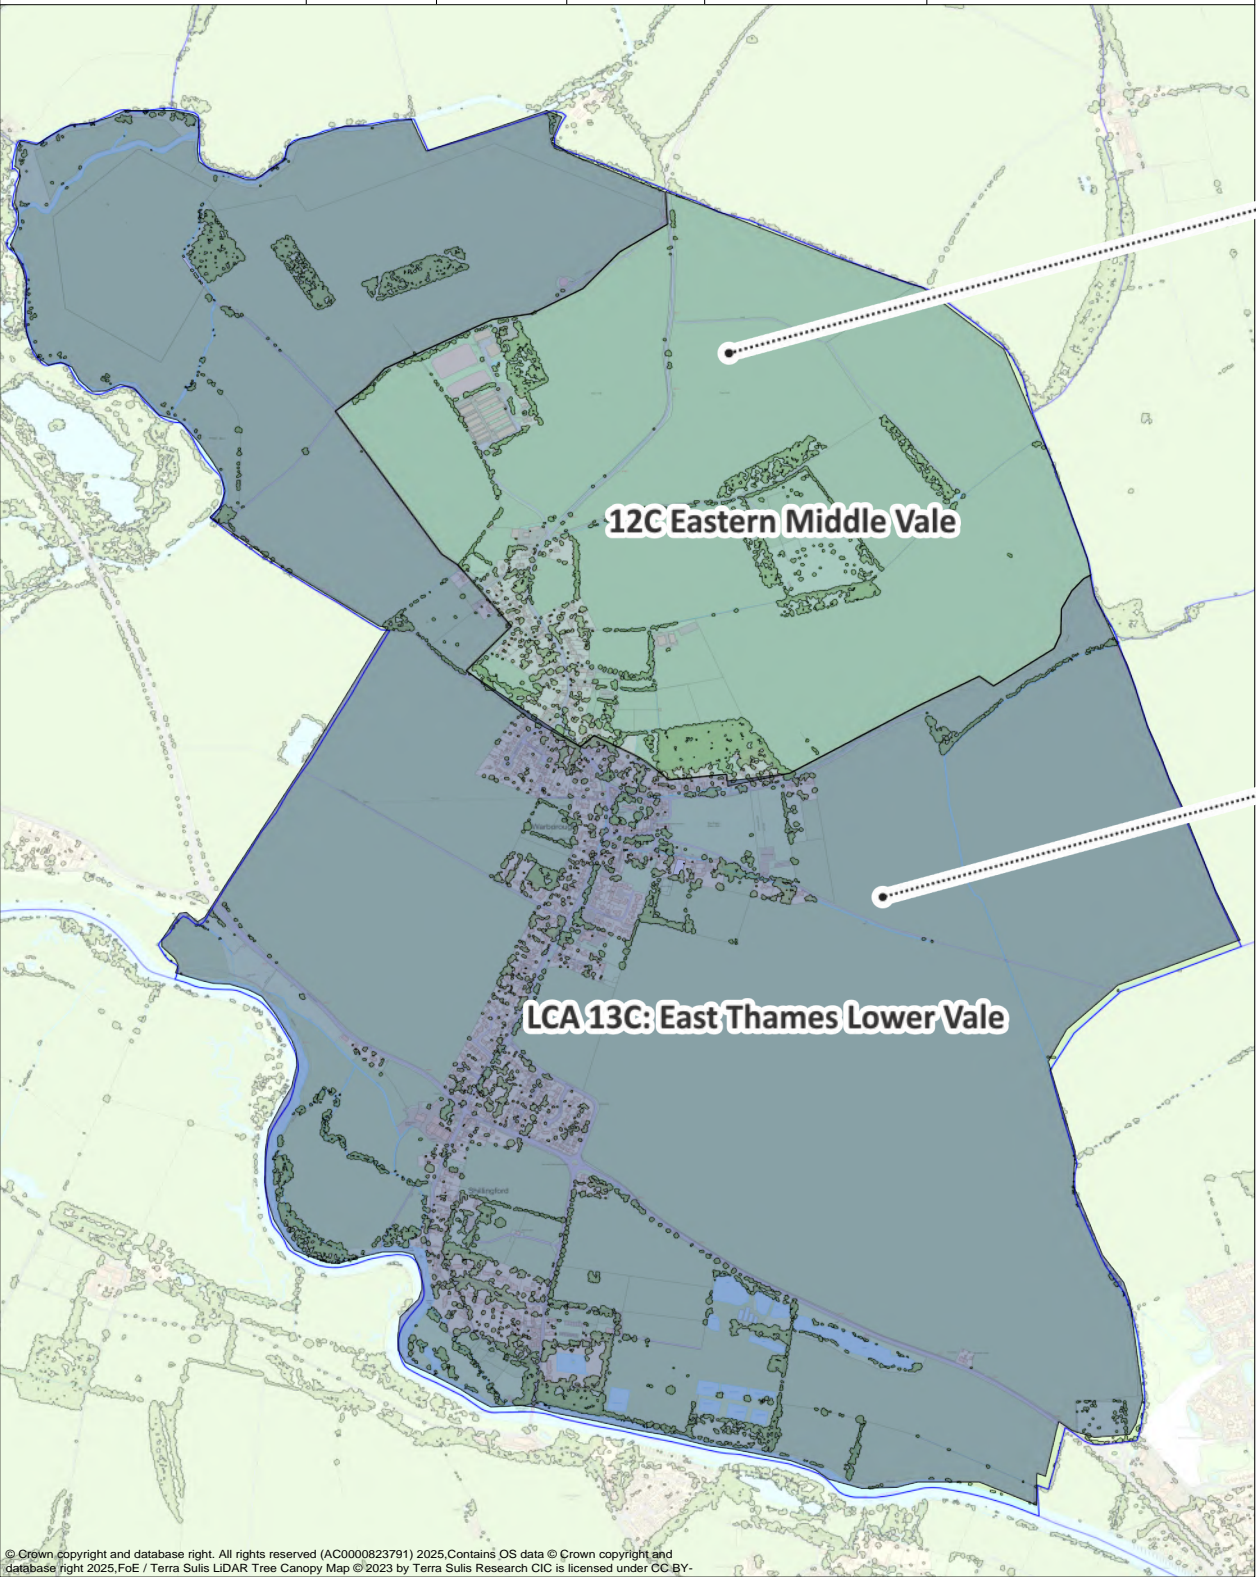 12C Eastern Middle Vale
Warborough
LCA 13C: East Thames Lower Vale
Shillingford
© Crown copyright and database right. All rights reserved (AC0000823791) 2025,Contains OS data © Crown copyright and
database right 2025,FoE / Terra Sulis LiDAR Tree Canopy Map © 2023 by Terra Sulis Research CIC is licensed under CC BY-